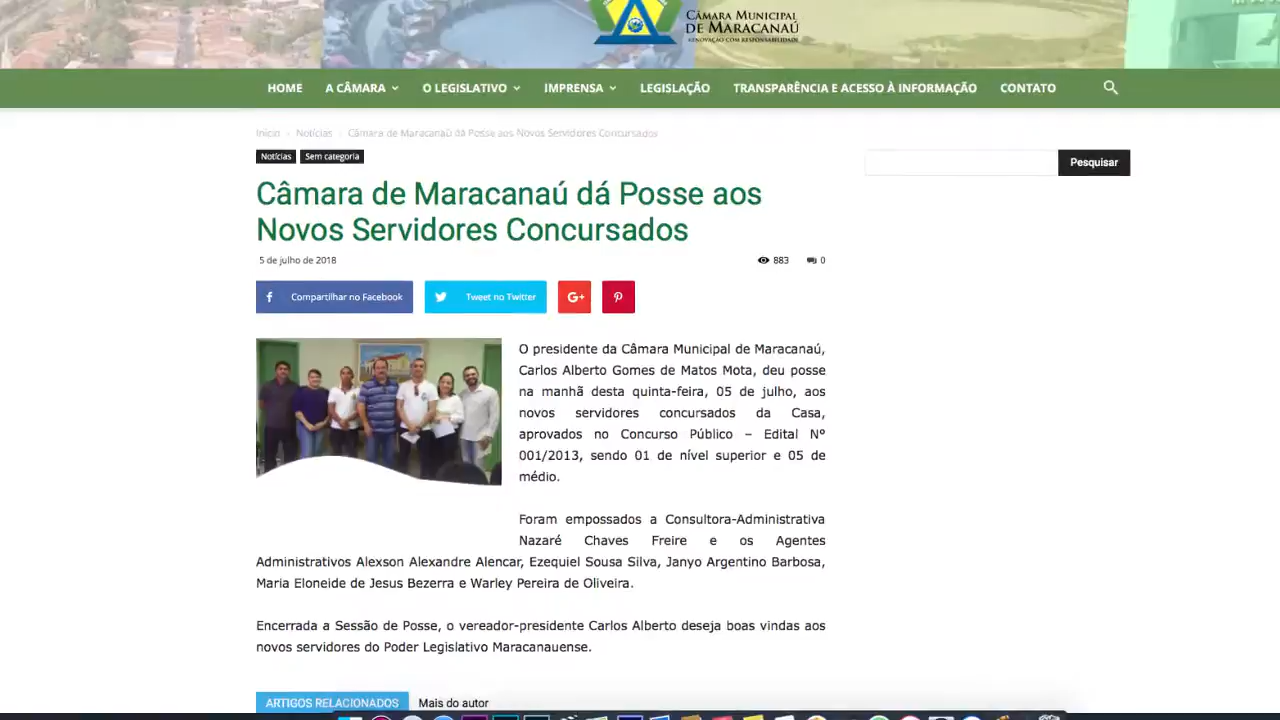 CÂMARA MUNICIPAL
DE MARACANAÚ
RENOVAÇÃO COM RESPONSABILIDADE
HOME A CÂMARA O LEGISLATIVO IMPRENSA LEGISLAÇÃO TRANSPARÊNCIA E ACESSO À INFORMAÇÃO CONTATO
Início › Notícias › Câmara de Maracanaú dá Posse aos Novos Servidores Concursados
Notícias Sem categoria
Pesquisar
Câmara de Maracanaú dá Posse aos
Novos Servidores Concursados
5 de julho de 2018 883 0
Compartilhar no Facebook Tweet no Twitter G+
O presidente da Câmara Municipal de Maracanaú,
Carlos Alberto Gomes de Matos Mota, deu posse
na manhã desta quinta-feira, 05 de julho, aos
novos servidores concursados da Casa,
aprovados no Concurso Público – Edital Nº
001/2013, sendo 01 de nível superior e 05 de
médio.
Foram empossados a Consultora-Administrativa
Nazaré Chaves Freire e os Agentes
Administrativos Alexson Alexandre Alencar, Ezequiel Sousa Silva, Janyo Argentino Barbosa,
Maria Eloneide de Jesus Bezerra e Warley Pereira de Oliveira.
Encerrada a Sessão de Posse, o vereador-presidente Carlos Alberto deseja boas vindas aos
novos servidores do Poder Legislativo Maracanauense.
ARTIGOS RELACIONADOS Mais do autor